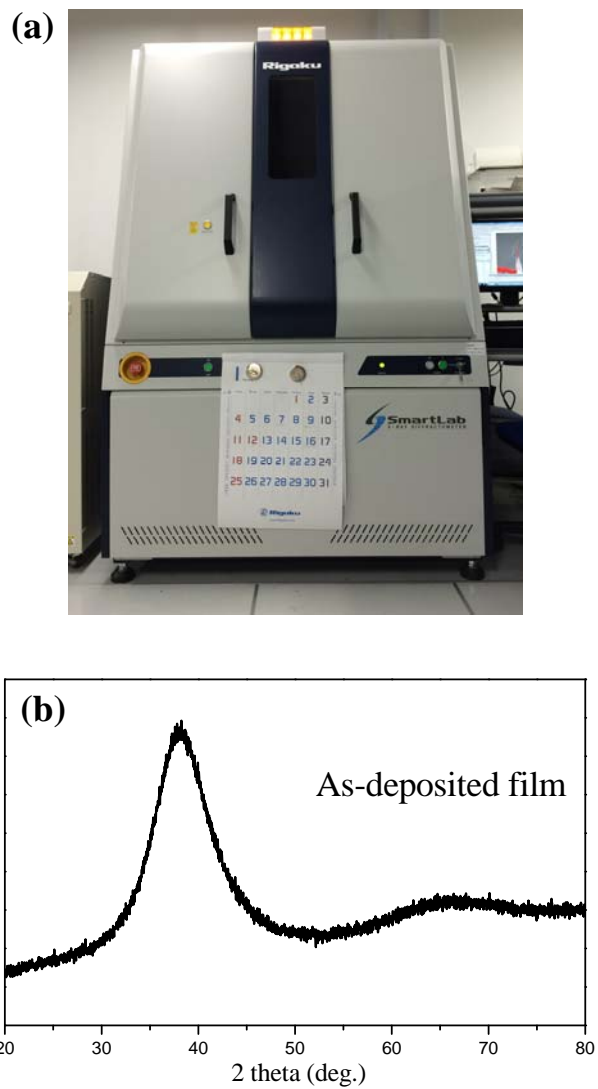 (a)
Rigaku
SmartLab
X-RAY DIFFRACTOMETER
1 2 3
4 5 6 7 8 9 10
11 12 13 14 15 16 17
18 19 20 21 22 23 24
25 26 27 28 29 30 31
Rigaku
(b)
As-deposited film
20 30 40 50 60 70 80
2 theta (deg.)